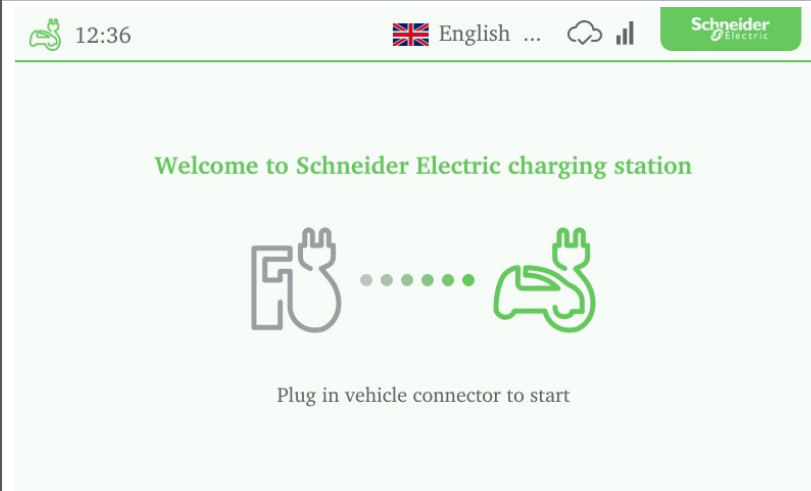 12:36
English ...
Schneider
Electric
Welcome to Schneider Electric charging station
Plug in vehicle connector to start